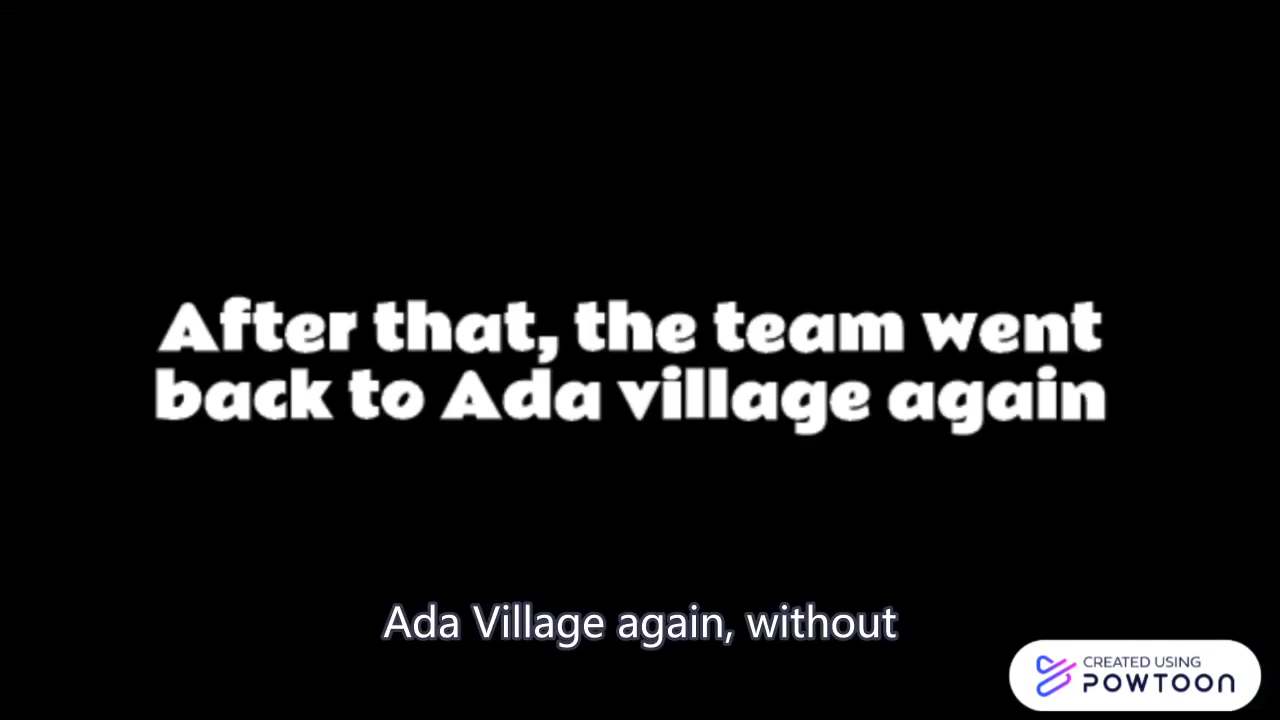 After that, the team went
back to Ada village again
Ada Village again, without
CREATED USING
POWTOON